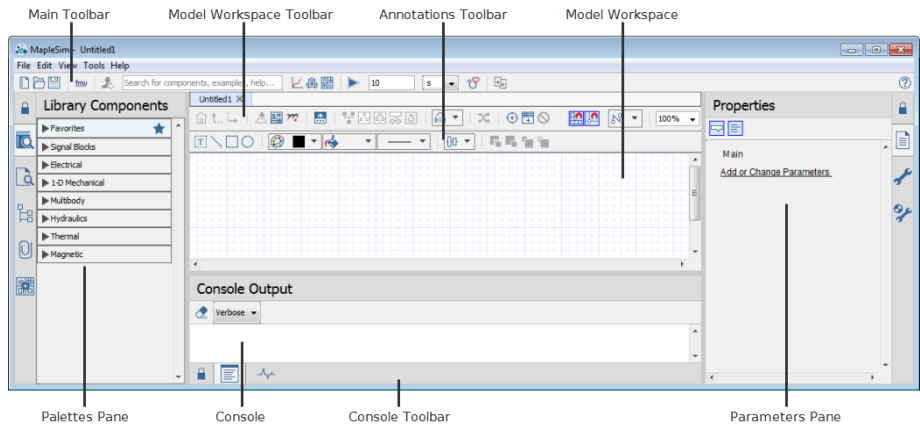 Main Toolbar
Model Workspace Toolbar
Annotations Toolbar
Model Workspace
MapleSim - Untitled1
File Edit View Tools Help
fmu
Search for components, examples, help...
10
s
Library Components
Untitled1 X
Properties
100%
Favorites
Signal Blocks
Electrical
1-D Mechanical
Multibody
Hydraulics
Thermal
Magnetic
T
Main
Add or Change Parameters
Console Output
Verbose
Palettes Pane
Console
Console Toolbar
Parameters Pane